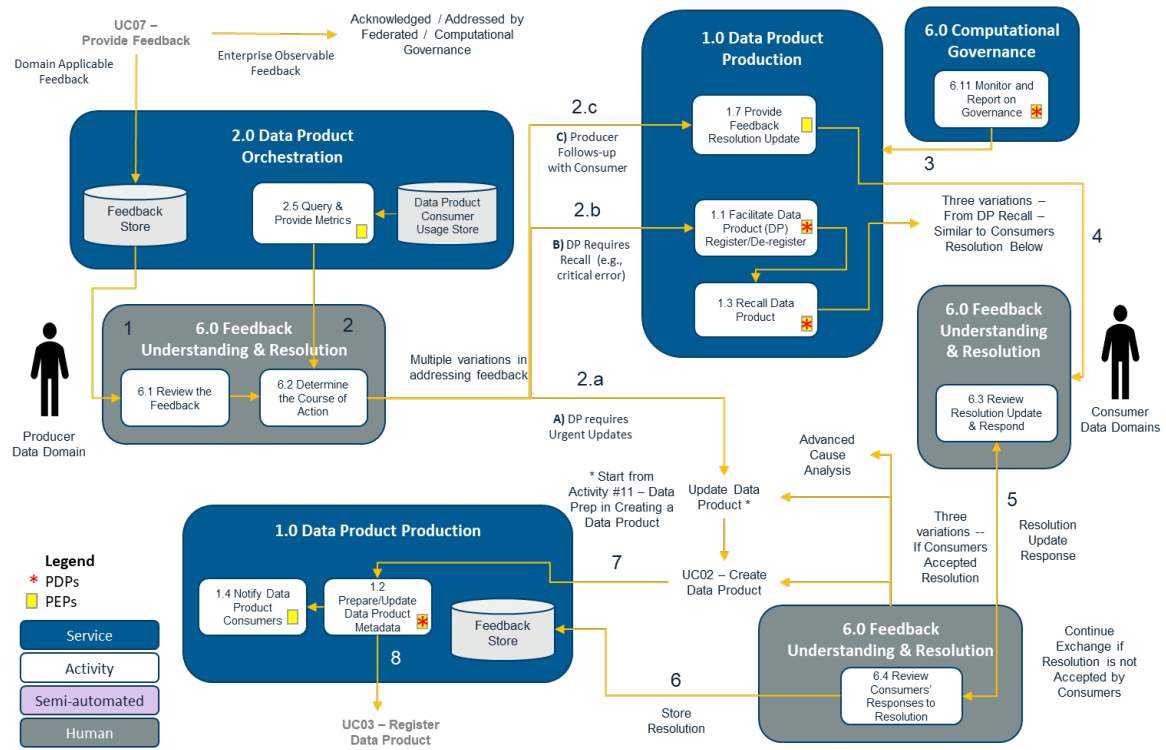 UC07 –
Provide Feedback
Acknowledged / Addressed by
Federated / Computational
Governance
Enterprise Observable
Feedback
Domain Applicable
Feedback
2.0 Data Product
Orchestration
Feedback
Store
2.5 Query &
Provide Metrics
Data Product
Consumer
Usage Store
1
2
6.0 Feedback
Understanding & Resolution
6.1 Review the
Feedback
6.2 Determine
the Course of
Action
Producer
Data Domain
Multiple variations in
addressing feedback
2.c
C) Producer
Follows-up
with Consumer
2.b
B) DP Requires
Recall (e.g.,
critical error)
2.a
A) DP requires
Urgent Updates
1.0 Data Product
Production
1.7 Provide
Feedback
Resolution Update
1.1 Facilitate Data
Product (DP)
Register/De-register
1.3 Recall Data
Product
6.0 Computational
Governance
6.11 Monitor and
Report on
Governance
3
Three variations –
From DP Recall –
Similar to Consumers
Resolution Below
4
6.0 Feedback
Understanding
& Resolution
6.3 Review
Resolution Update
& Respond
Consumer
Data Domains
Advanced
Cause
Analysis
* Start from
Activity #11 – Data
Prep in Creating a
Data Product
Update Data
Product *
UC02 – Create
Data Product
Three
variations --
If Consumers
Accepted
Resolution
5
Resolution
Update
Response
1.0 Data Product Production
1.4 Notify Data
Product
Consumers
1.2
Prepare/Update
Data Product
Metadata
Feedback
Store
7
8
UC03 – Register
Data Product
6
Store
Resolution
6.0 Feedback
Understanding & Resolution
6.4 Review
Consumers'
Responses to
Resolution
Continue
Exchange if
Resolution is not
Accepted by
Consumers
Legend
* PDPs
PEPs
Service
Activity
Semi-automated
Human